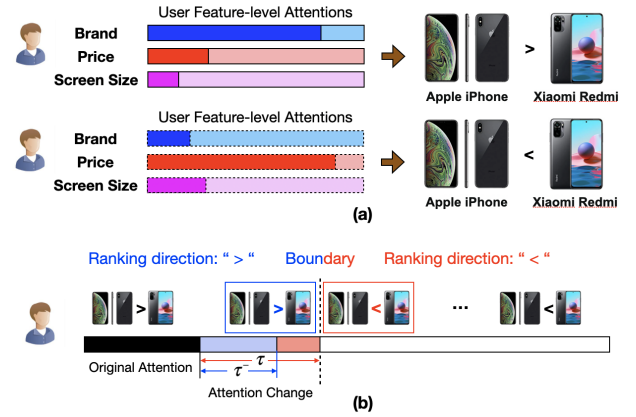 User Feature-level Attentions
Brand
Price
Screen Size
>
Apple iPhone
Xiaomi Redmi
User Feature-level Attentions
Brand
Price
Screen Size
<
Apple iPhone
Xiaomi Redmi
(a)
Ranking direction: “ > “ Boundary Ranking direction: “ < “
> > < ... <
Original Attention
τ
τ⁻
Attention Change
(b)